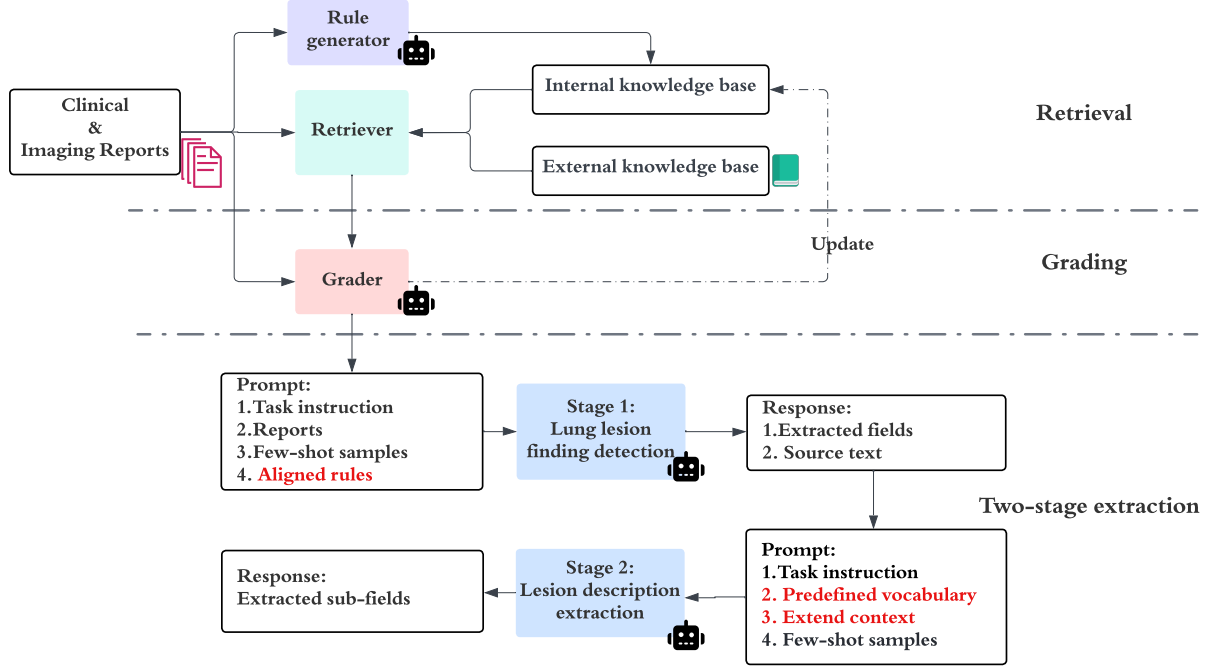 Rule
generator
Clinical
&
Imaging Reports
Internal knowledge base
Retrieval
Retriever
External knowledge base
Update
Grading
Grader
Prompt:
1.Task instruction
2.Reports
3.Few-shot samples
4. Aligned rules
Stage 1:
Lung lesion
finding detection
Response:
1.Extracted fields
2. Source text
Two-stage extraction
Prompt:
1.Task instruction
2. Predefined vocabulary
3. Extend context
4. Few-shot samples
Stage 2:
Lesion description
extraction
Response:
Extracted sub-fields